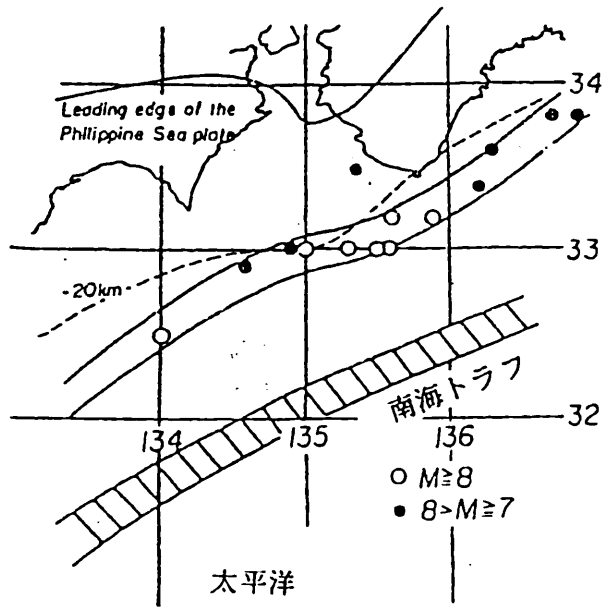 34
Leading edge of the
Philippine Sea plate
33
-20km-
南海トラフ
32
134
135
136
○ M≧8
● 8>M≧7
太平洋